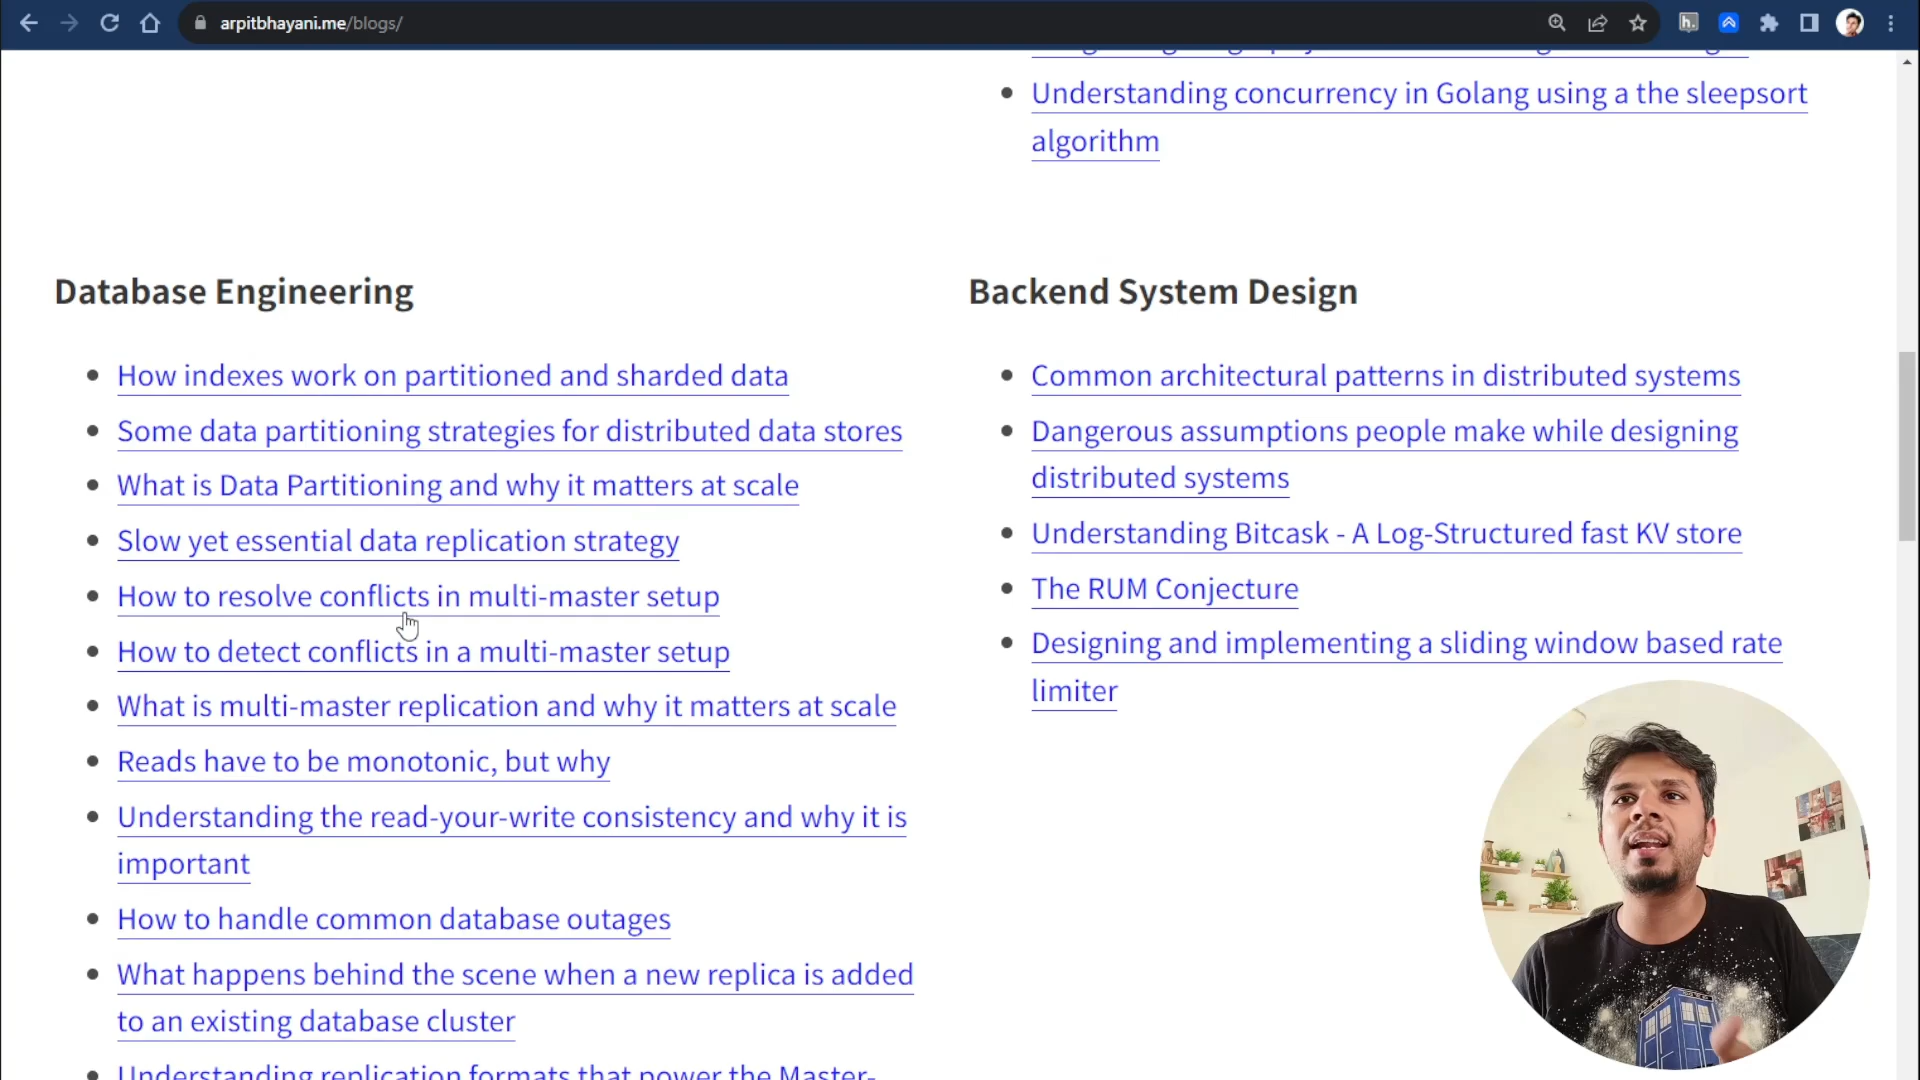 arpitbhayani.me/blogs/
Understanding concurrency in Golang using a the sleepsort
algorithm
Database Engineering
How indexes work on partitioned and sharded data
Some data partitioning strategies for distributed data stores
What is Data Partitioning and why it matters at scale
Slow yet essential data replication strategy
How to resolve conflicts in multi-master setup
How to detect conflicts in a multi-master setup
What is multi-master replication and why it matters at scale
Reads have to be monotonic, but why
Understanding the read-your-write consistency and why it is
important
How to handle common database outages
What happens behind the scene when a new replica is added
to an existing database cluster
Understanding replication formats that power the Master-
Backend System Design
Common architectural patterns in distributed systems
Dangerous assumptions people make while designing
distributed systems
Understanding Bitcask - A Log-Structured fast KV store
The RUM Conjecture
Designing and implementing a sliding window based rate
limiter